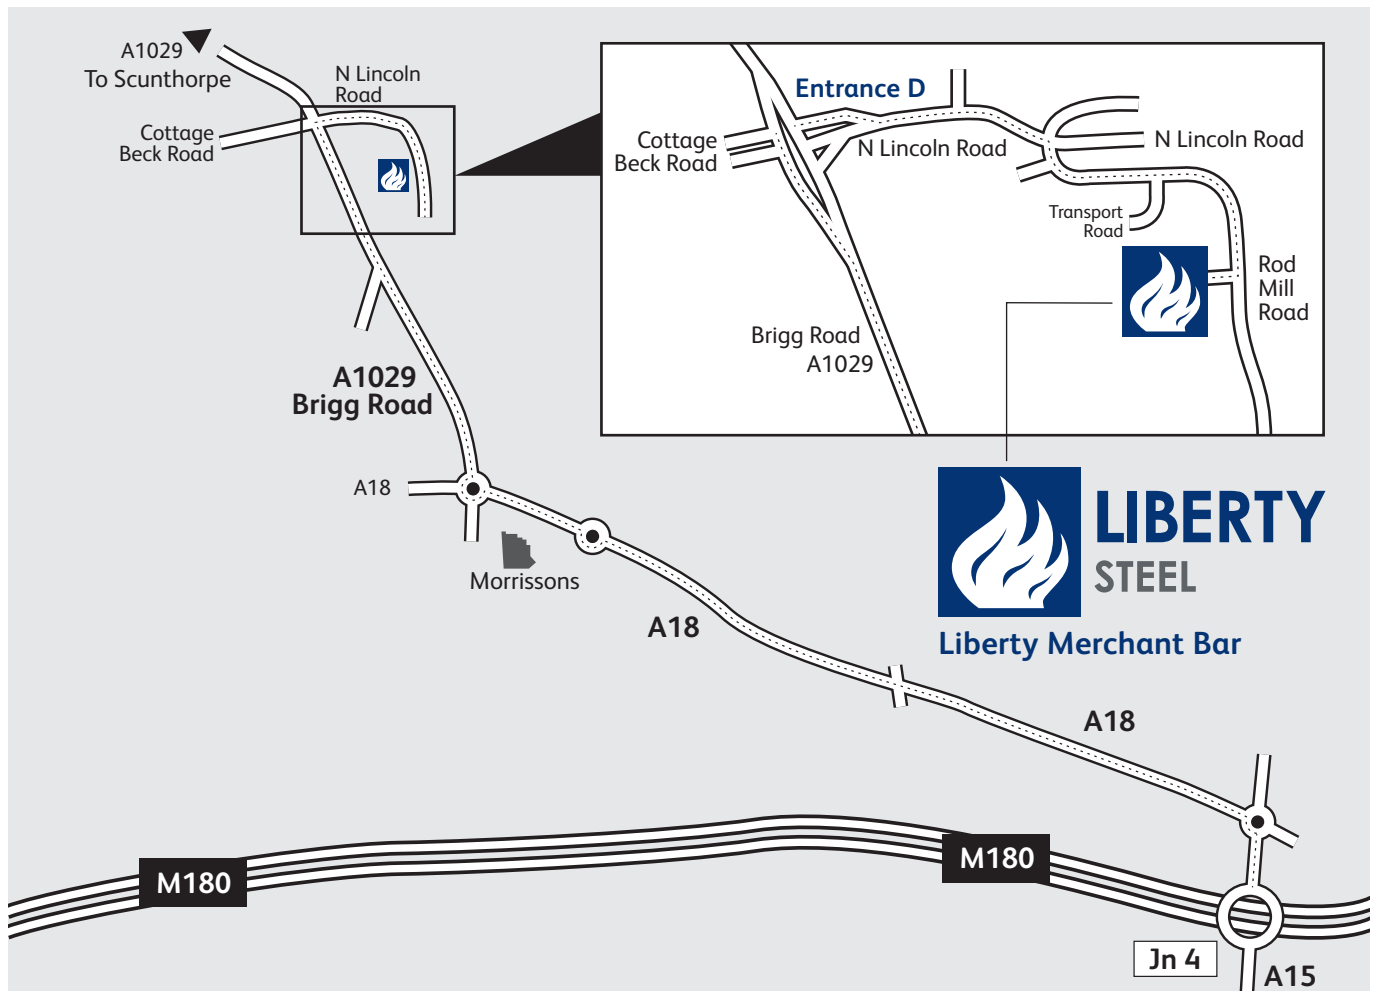 A1029
To Scunthorpe
N Lincoln
Road
Cottage
Beck Road
Entrance D
Cottage
Beck Road
N Lincoln Road
N Lincoln Road
Transport
Road
Rod
Mill
Road
Brigg Road
A1029
A1029
Brigg Road
A18
Morrissons
A18
LIBERTY
STEEL
Liberty Merchant Bar
A18
M180
M180
Jn 4
A15